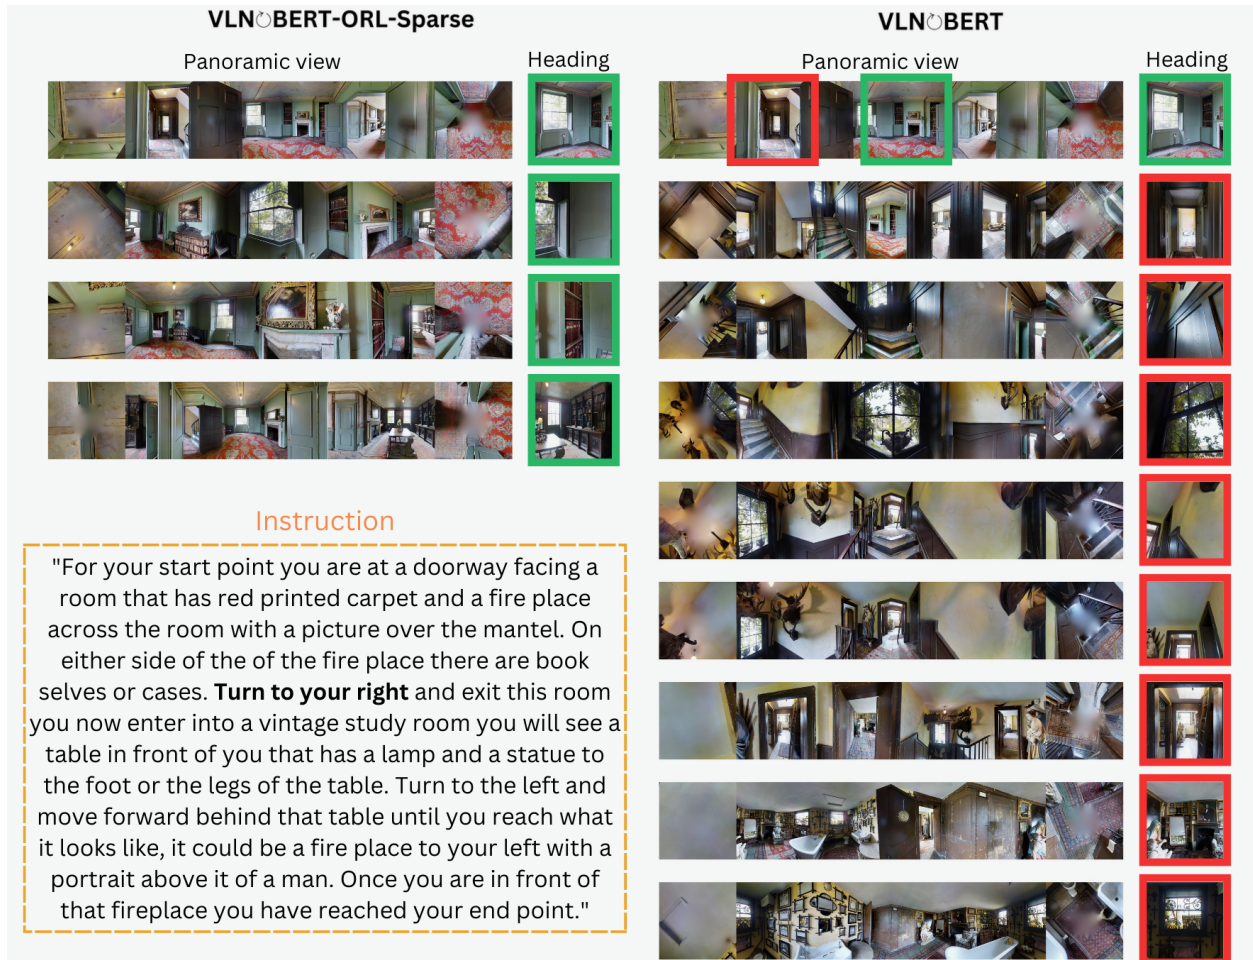 VLN↻BERT-ORL-Sparse
Panoramic view
Heading
VLN↻BERT
Panoramic view
Heading
Instruction
"For your start point you are at a doorway facing a
room that has red printed carpet and a fire place
across the room with a picture over the mantel. On
either side of the of the fire place there are book
selves or cases. Turn to your right and exit this room
you now enter into a vintage study room you will see a
table in front of you that has a lamp and a statue to
the foot or the legs of the table. Turn to the left and
move forward behind that table until you reach what
it looks like, it could be a fire place to your left with a
portrait above it of a man. Once you are in front of
that fireplace you have reached your end point."